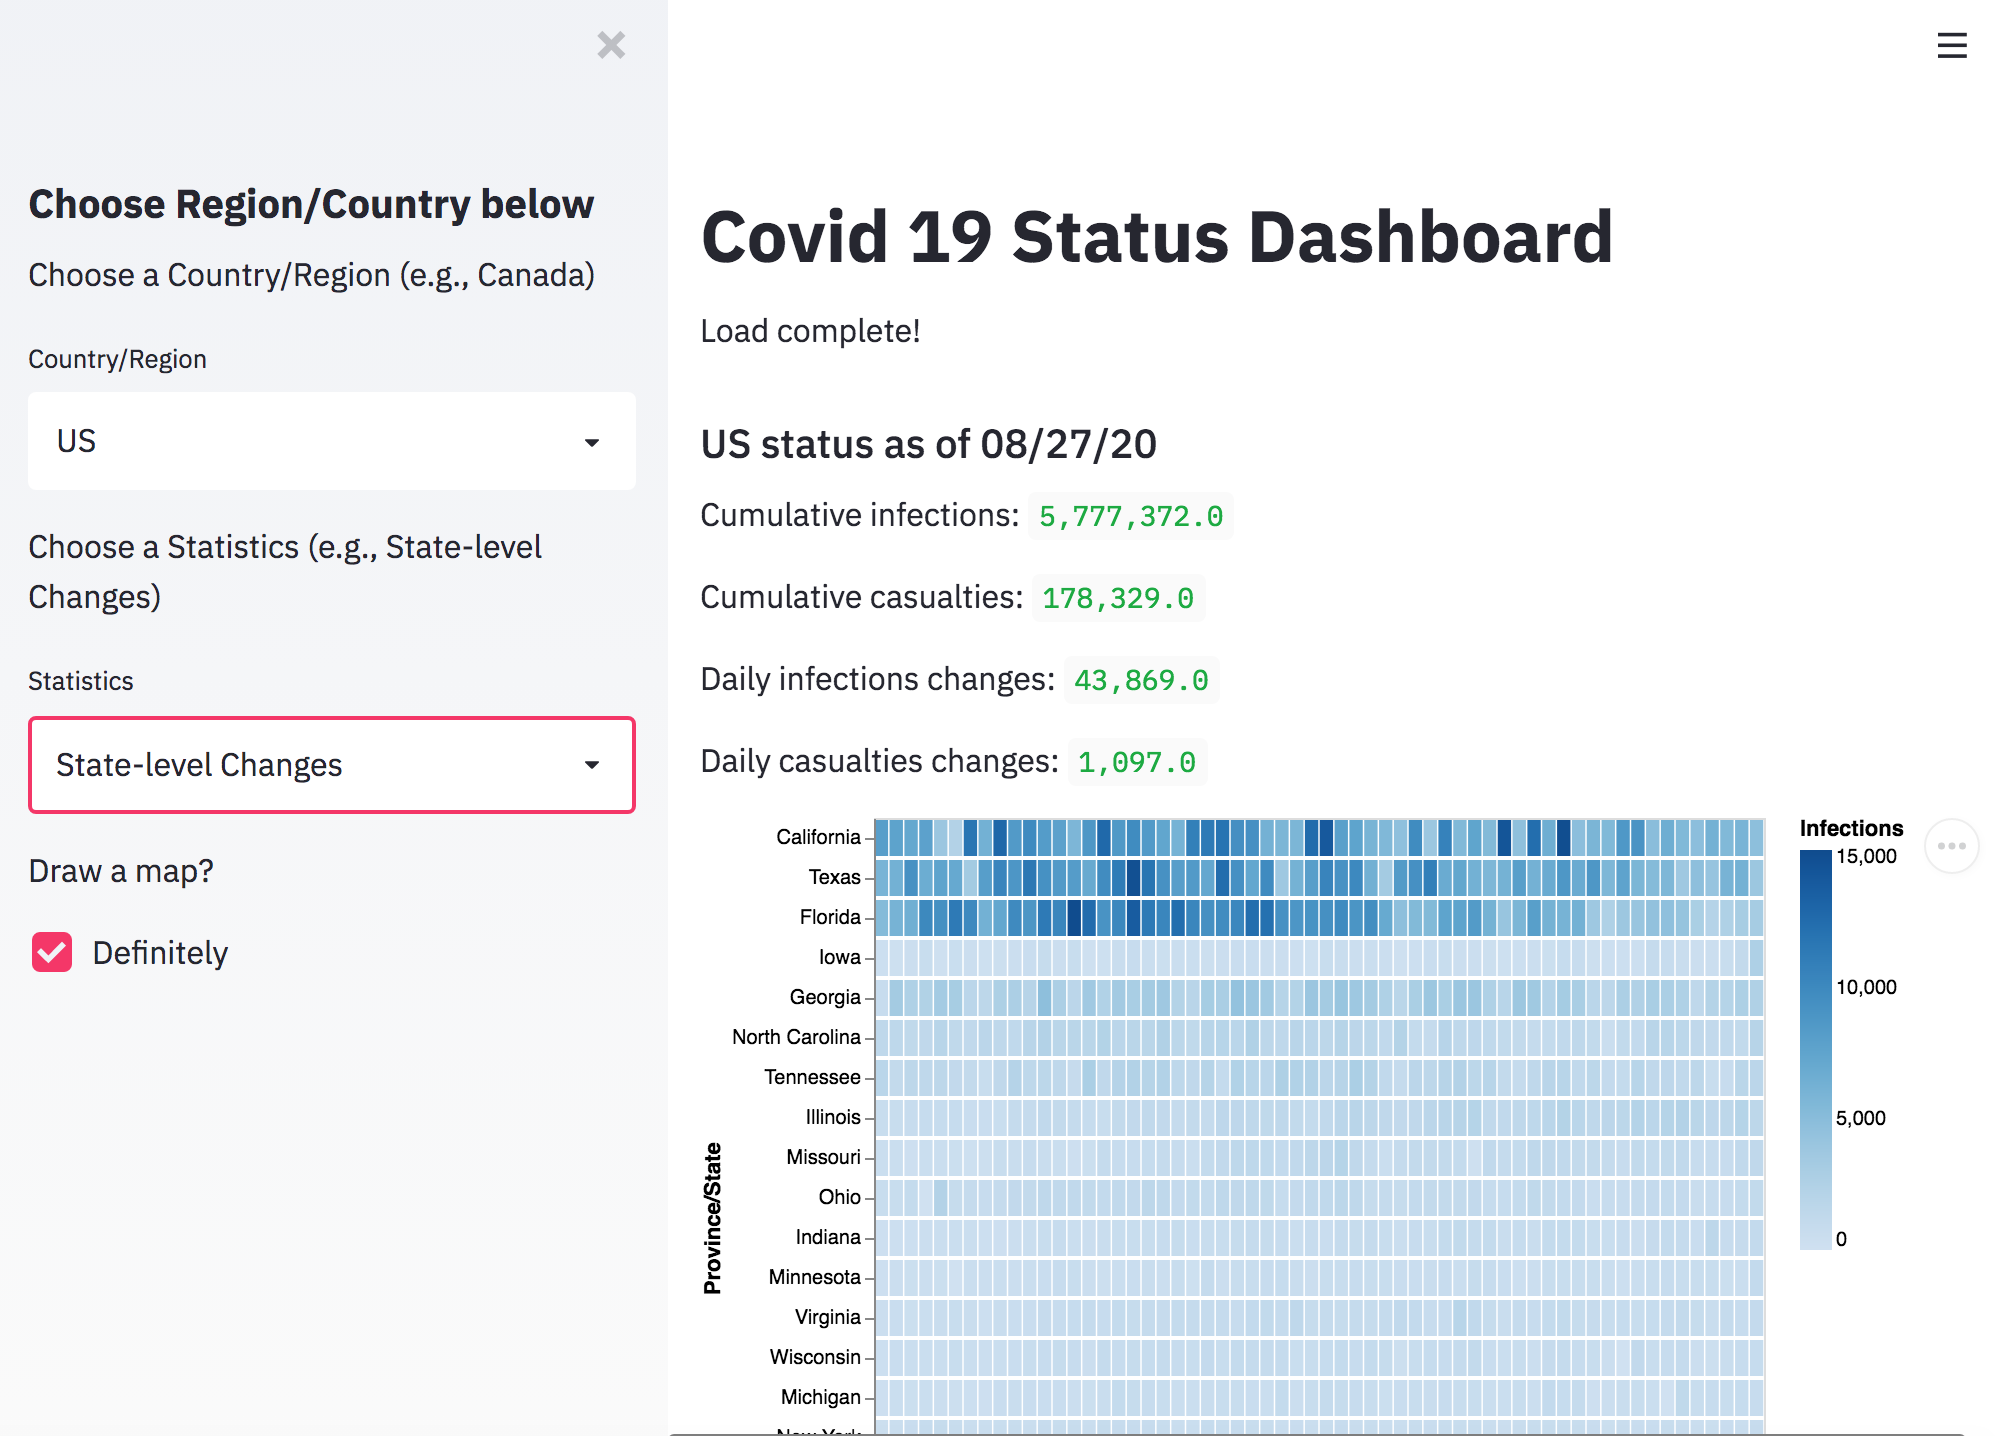 Choose Region/Country below
Choose a Country/Region (e.g., Canada)
Country/Region
US
Choose a Statistics (e.g., State-level
Changes)
Statistics
State-level Changes
Draw a map?
Definitely
Covid 19 Status Dashboard
Load complete!
US status as of 08/27/20
Cumulative infections: 5,777,372.0
Cumulative casualties: 178,329.0
Daily infections changes: 43,869.0
Daily casualties changes: 1,097.0
Province/State
California
Texas
Florida
Iowa
Georgia
North Carolina
Tennessee
Illinois
Missouri
Ohio
Indiana
Minnesota
Virginia
Wisconsin
Michigan
New York
Infections
15,000
10,000
5,000
0